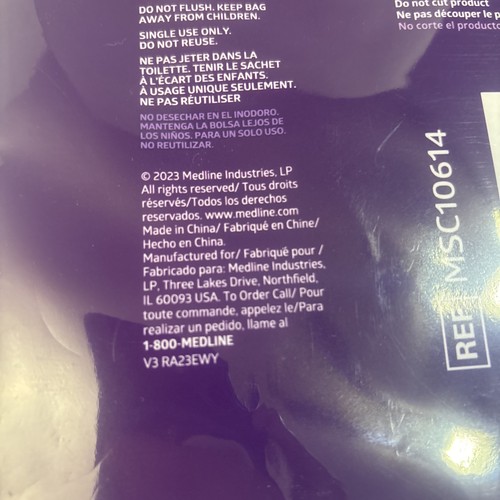 DO NOT FLUSH. KEEP BAG
AWAY FROM CHILDREN.
SINGLE USE ONLY.
DO NOT REUSE.
NE PAS JETER DANS LA
TOILETTE. TENIR LE SACHET
À L'ÉCART DES ENFANTS.
À USAGE UNIQUE SEULEMENT.
NE PAS RÉUTILISER
NO DESECHAR EN EL INODORO.
MANTENGA LA BOLSA LEJOS DE
LOS NIÑOS. PARA UN SOLO USO.
NO REUTILIZAR.
© 2023 Medline Industries, LP
All rights reserved/ Tous droits
réservés/Todos los derechos
reservados. www.medline.com
Made in China/ Fabriqué en Chine/
Hecho en China.
Manufactured for/ Fabriqué pour /
Fabricado para: Medline Industries,
LP, Three Lakes Drive, Northfield,
IL 60093 USA. To Order Call/ Pour
toute commande, appelez le/Para
realizar un pedido, llame al
1-800-MEDLINE
V3 RA23EWY
Do not cut product
Ne pas découper le p
No corte el producto
REF MSC10614